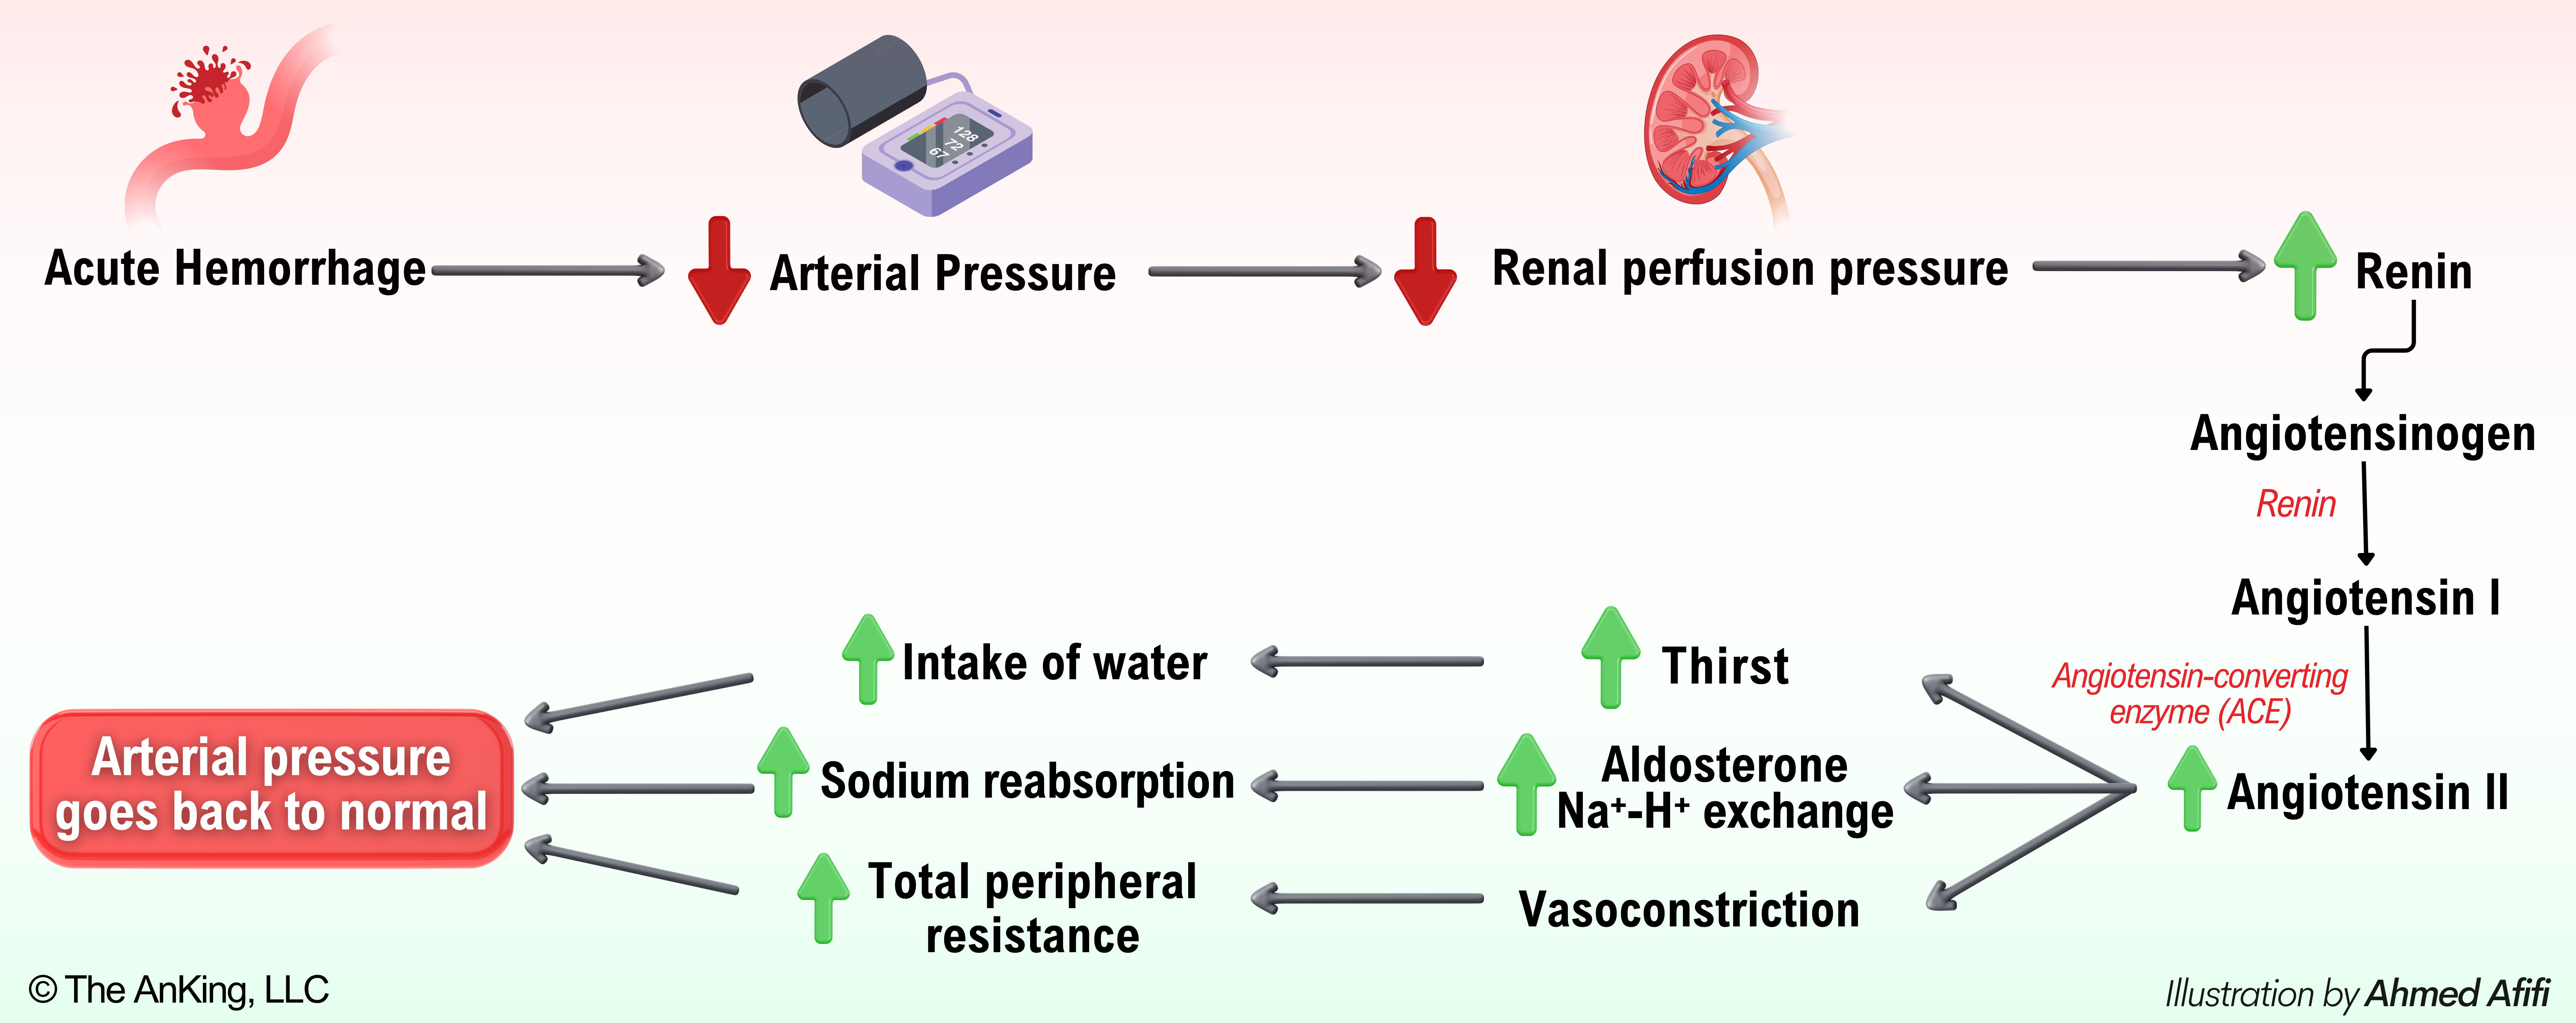 128
72
67
Acute Hemorrhage
Arterial Pressure
Renal perfusion pressure
Renin
Angiotensinogen
Renin
Angiotensin I
Angiotensin-converting
enzyme (ACE)
Angiotensin II
Thirst
Intake of water
Aldosterone
Na⁺-H⁺ exchange
Sodium reabsorption
Vasoconstriction
Total peripheral
resistance
Arterial pressure
goes back to normal
© The AnKing, LLC
Illustration by Ahmed Afifi